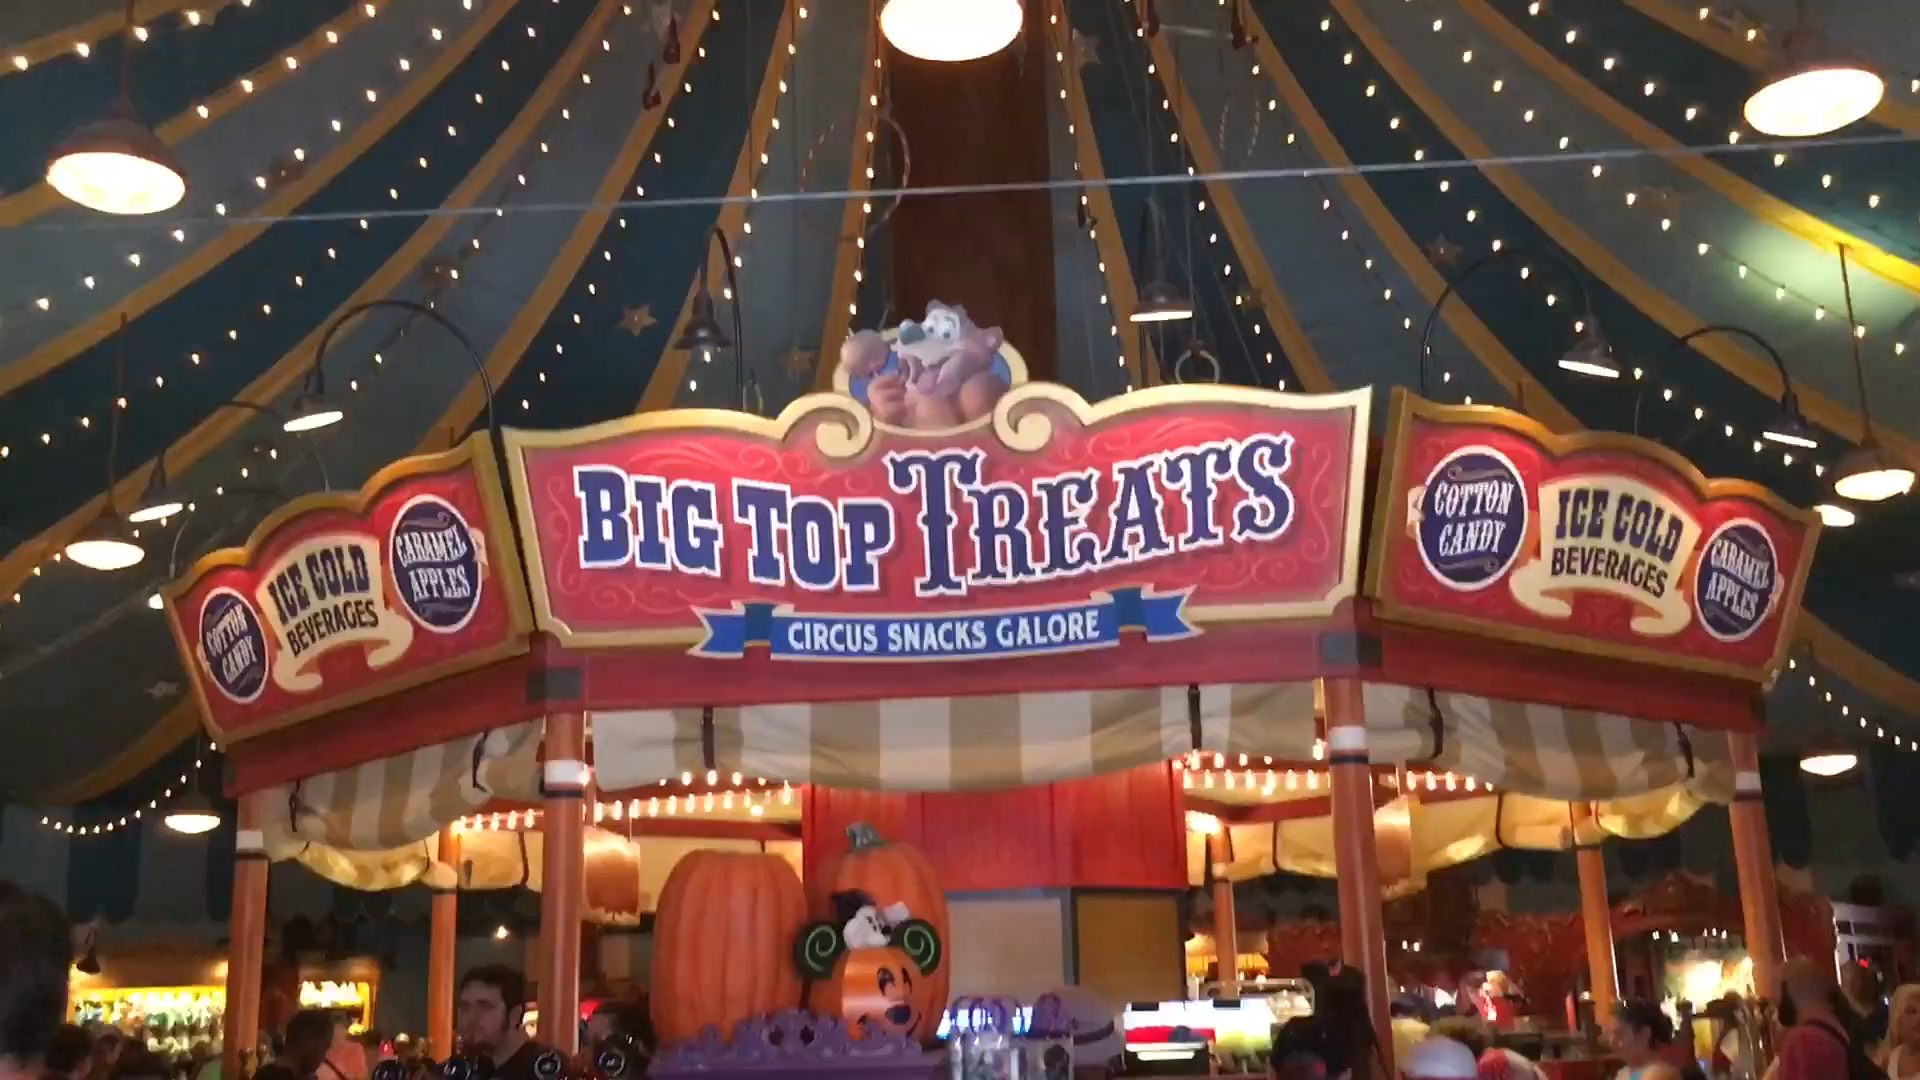 BIG TOP TREATS
CIRCUS SNACKS GALORE
COTTON
CANDY
ICE COLD
BEVERAGES
CARAMEL
APPLES
COTTON
CANDY
ICE COLD
BEVERAGES
CARAMEL
APPLES